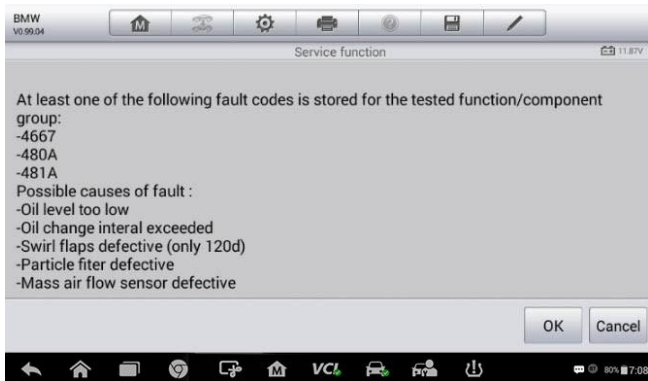 BMW
V0.99.04
M
Service function
11.87V
At least one of the following fault codes is stored for the tested function/component
group:
-4667
-480A
-481A
Possible causes of fault :
-Oil level too low
-Oil change interal exceeded
-Swirl flaps defective (only 120d)
-Particle fiter defective
-Mass air flow sensor defective
OK
Cancel
M
VCI
80%
7:08